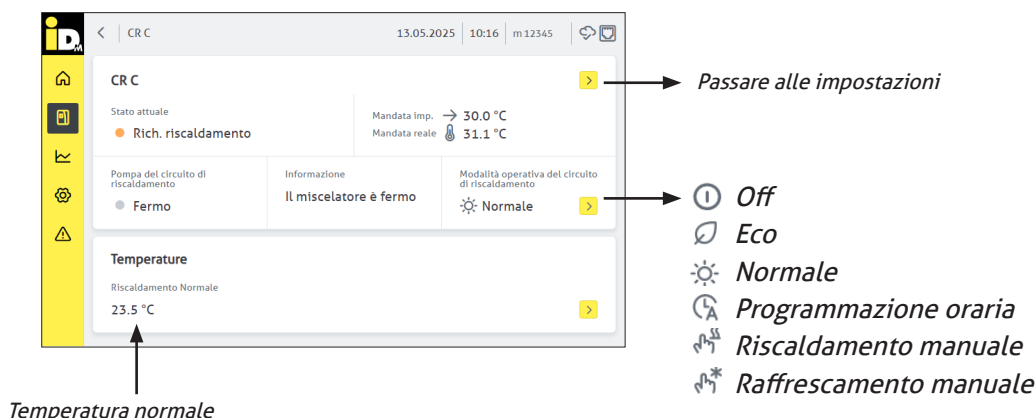 iDM
CR C
13.05.2025 10:16 m 12345
CR C
Passare alle impostazioni
Stato attuale
Rich. riscaldamento
Mandata imp. → 30.0 °C
Mandata reale 31.1 °C
Pompa del circuito di
riscaldamento
Fermo
Informazione
Il miscelatore è fermo
Modalità operativa del circuito
di riscaldamento
Normale
Off
Eco
Normale
Programmazione oraria
Riscaldamento manuale
Raffrescamento manuale
Temperature
Riscaldamento Normale
23.5 °C
Temperatura normale